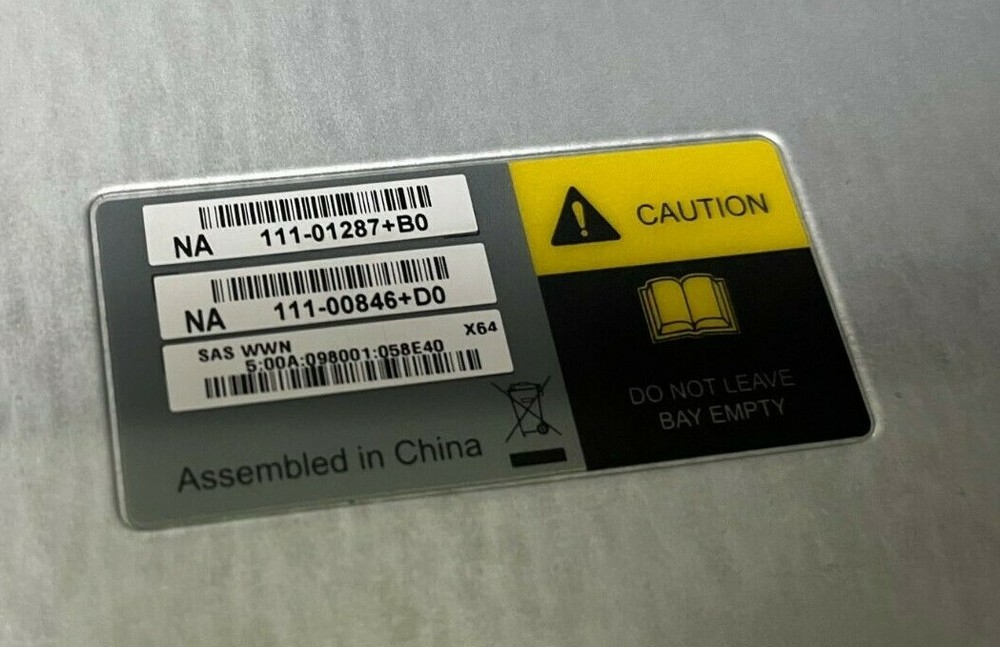 NA 111-01287+B0
NA 111-00846+D0
SAS WWN X64
5:00A:098001:058E40
Assembled in China
CAUTION
DO NOT LEAVE
BAY EMPTY